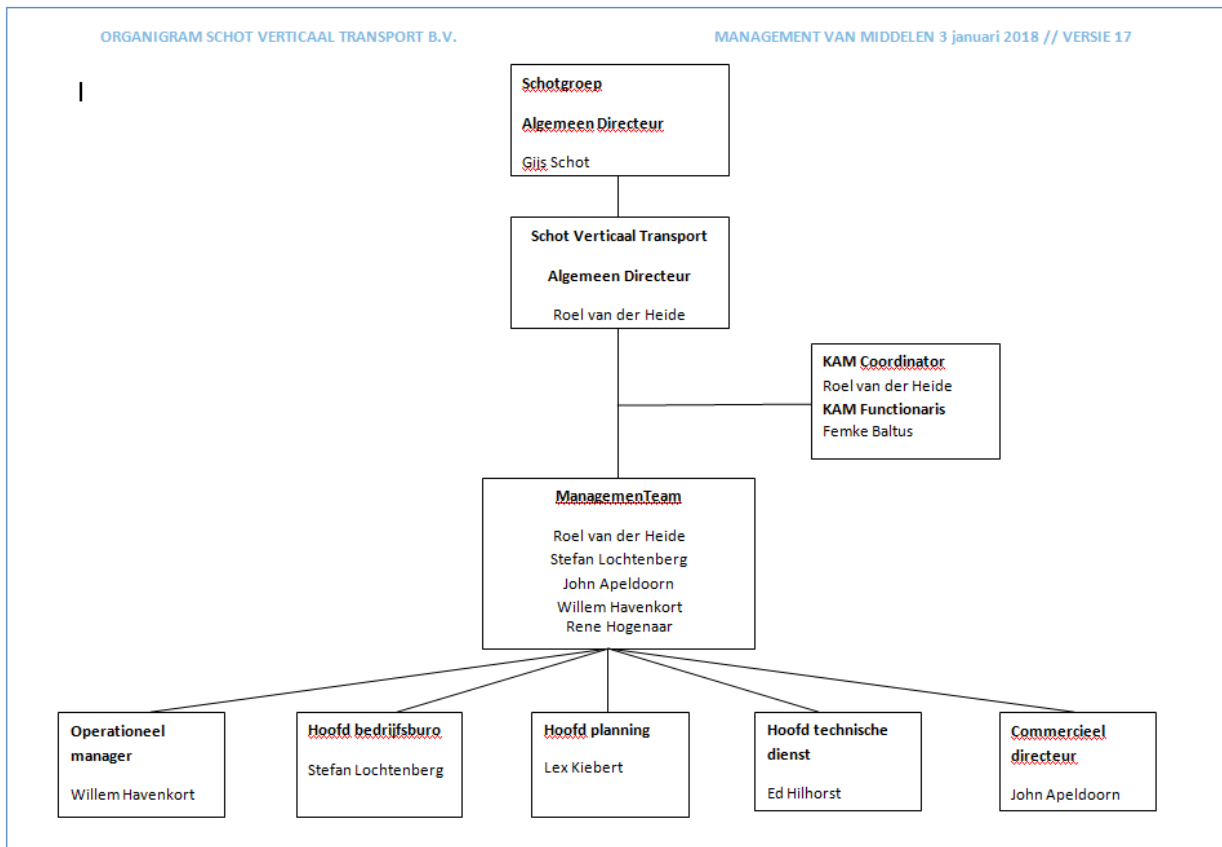 ORGANIGRAM SCHOT VERTICAAL TRANSPORT B.V.
MANAGEMENT VAN MIDDELEN 3 januari 2018 // VERSIE 17
Schotgroep
Algemeen Directeur
Gijs Schot
Schot Verticaal Transport
Algemeen Directeur
Roel van der Heide
KAM Coordinator
Roel van der Heide
KAM Functionaris
Femke Baltus
ManagemenTeam
Roel van der Heide
Stefan Lochtenberg
John Apeldoorn
Willem Havenkort
Rene Hogenaar
Operationeel
manager
Willem Havenkort
Hoofd bedrijfsburo
Stefan Lochtenberg
Hoofd planning
Lex Kiebert
Hoofd technische
dienst
Ed Hilhorst
Commercieel
directeur
John Apeldoorn